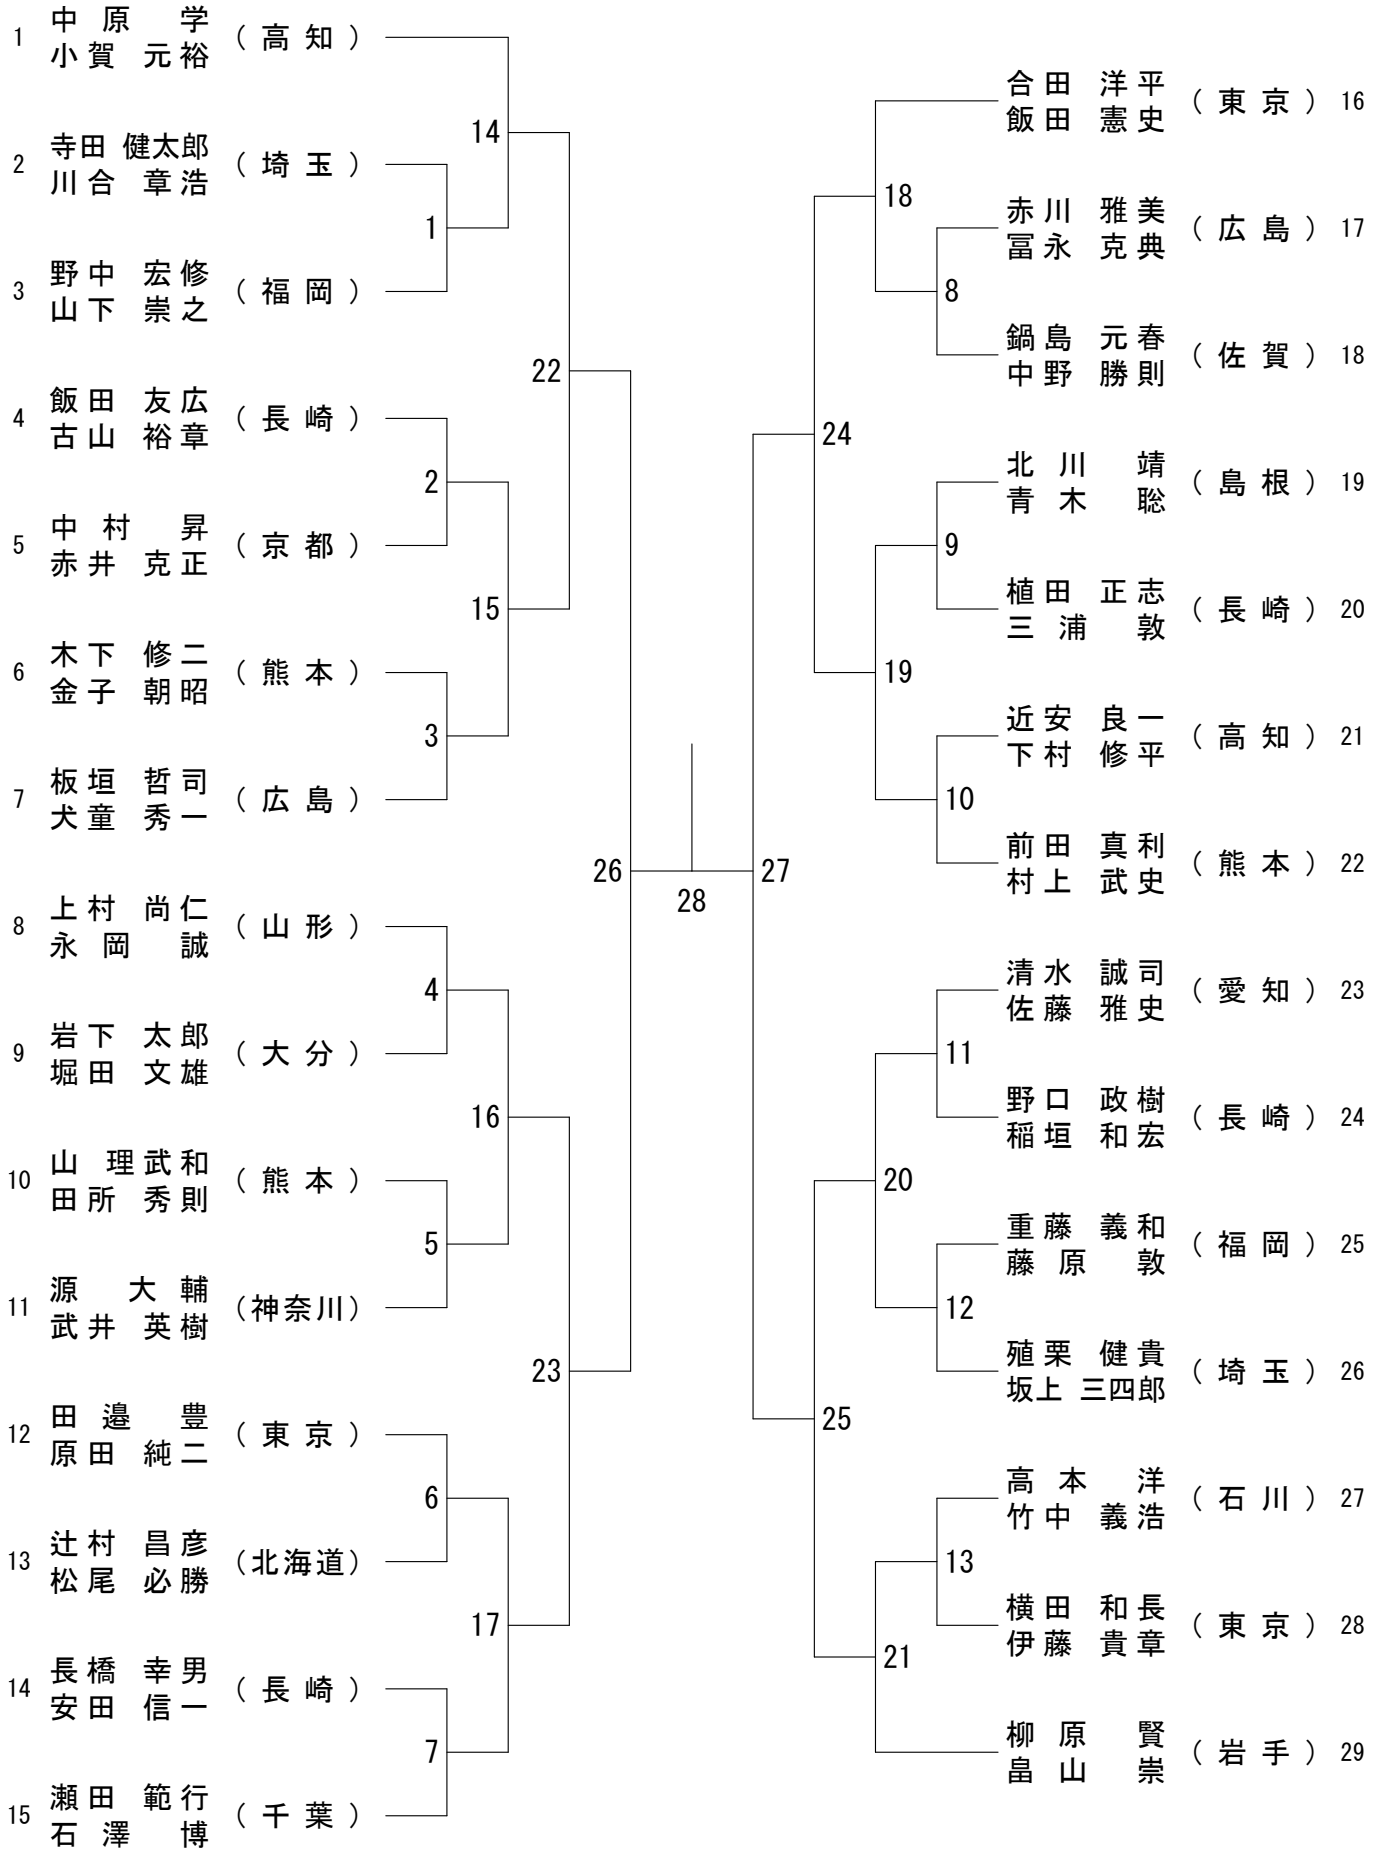 1 中原 学 小賀 元裕 (高知)
2 寺田 健太郎 川合 章浩 (埼玉)
3 野中 宏修 山下 崇之 (福岡)
4 飯田 友広 古山 裕章 (長崎)
5 中村 昇 赤井 克正 (京都)
6 木下 修二 金子 朝昭 (熊本)
7 板垣 哲司 犬童 秀一 (広島)
8 上村 尚仁 永岡 誠 (山形)
9 岩下 太郎 堀田 文雄 (大分)
10 山 理武和 田所 秀則 (熊本)
11 源 大輔 武井 英樹 (神奈川)
12 田邉 豊 原田 純二 (東京)
13 辻村 昌彦 松尾 必勝 (北海道)
14 長橋 幸男 安田 信一 (長崎)
15 瀬田 範行 石澤 博 (千葉)
14
1
22
2
15
3
26
4
16
5
23
6
17
7
28
27
18
8
24
9
19
10
11
20
12
25
13
21
合田 洋平 飯田 憲史 (東京) 16
赤川 雅美 冨永 克典 (広島) 17
鍋島 元春 中野 勝則 (佐賀) 18
北川 靖 青木 聡 (島根) 19
植田 正志 三浦 敦 (長崎) 20
近安 良一 下村 修平 (高知) 21
前田 真利 村上 武史 (熊本) 22
清水 誠司 佐藤 雅史 (愛知) 23
野口 政樹 稲垣 和宏 (長崎) 24
重藤 義和 藤原 敦 (福岡) 25
殖栗 健貴 坂上 三四郎 (埼玉) 26
高本 洋 竹中 義浩 (石川) 27
横田 和長 伊藤 貴章 (東京) 28
柳原 賢 畠山 崇 (岩手) 29